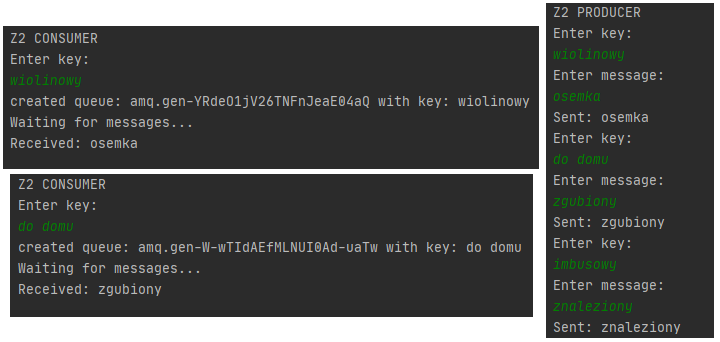 Z2 CONSUMER
Enter key:
wiolinowy
created queue: amq.gen-YRdeO1jV26TNFnJeaE04aQ with key: wiolinowy
Waiting for messages...
Received: osemka
Z2 CONSUMER
Enter key:
do domu
created queue: amq.gen-W-wTIdAEfMLNUI0Ad-uaTw with key: do domu
Waiting for messages...
Received: zgubiony
Z2 PRODUCER
Enter key:
wiolinowy
Enter message:
osemka
Sent: osemka
Enter key:
do domu
Enter message:
zgubiony
Sent: zgubiony
Enter key:
imbusowy
Enter message:
znaleziony
Sent: znaleziony